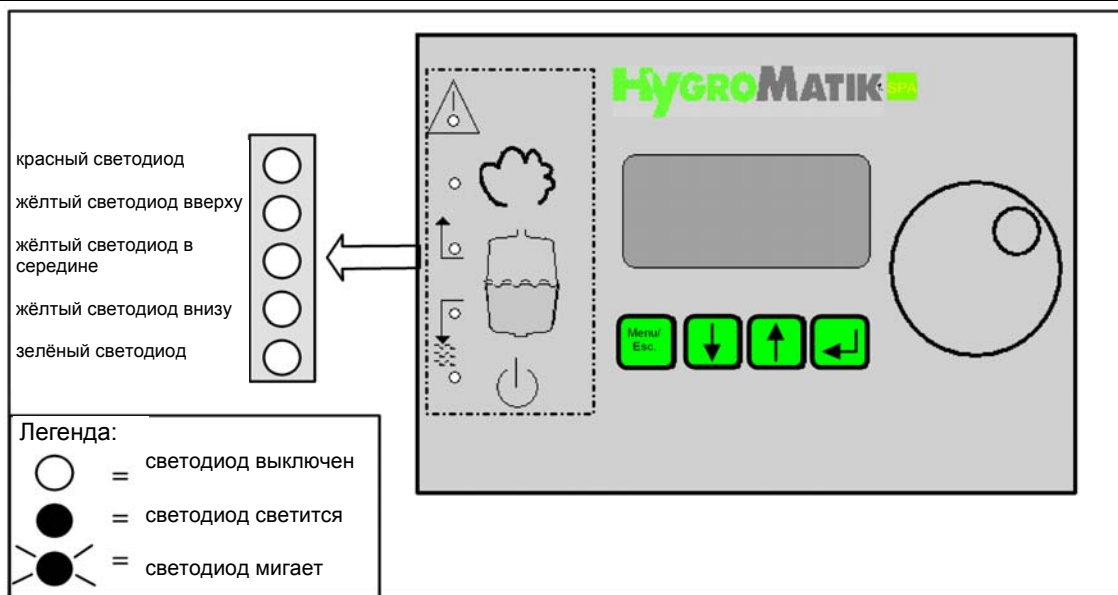 HYGROMATIK SPA
красный светодиод
жёлтый светодиод вверху
жёлтый светодиод в
середине
жёлтый светодиод внизу
зелёный светодиод
Menu/
Esc.
Легенда:
= светодиод выключен
= светодиод светится
= светодиод мигает